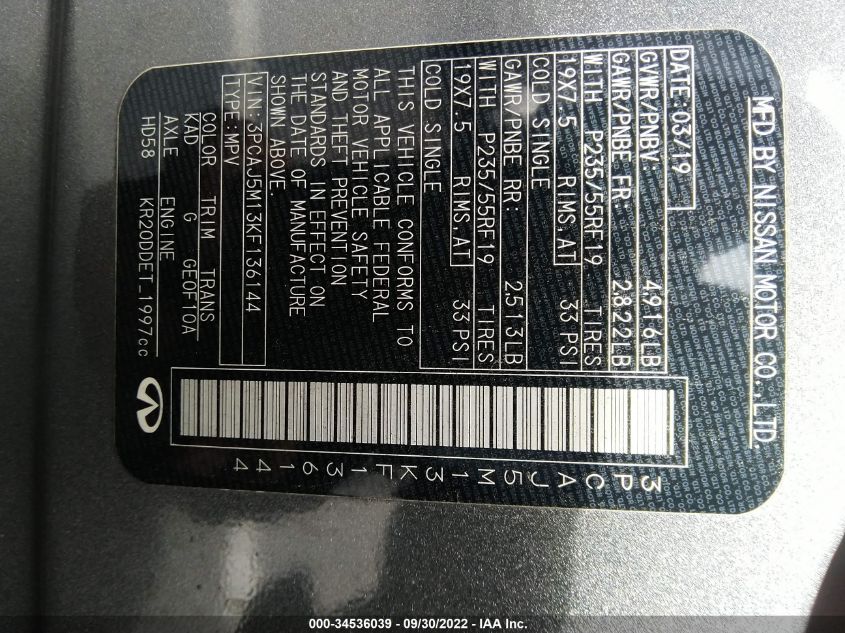 MFD BY NISSAN MOTOR CO., LTD.
DATE: 03/19
GVWR/PNBV: 4916LB
GAWR/PNBE FR: 2822LB
WITH P235/55RF19 TIRES
19X7.5 RIMS,AT 33 PSI
COLD SINGLE
GAWR/PNBE RR: 2513LB
WITH P235/55RF19 TIRES
19X7.5 RIMS,AT 33 PSI
COLD SINGLE
THIS VEHICLE CONFORMS TO
ALL APPLICABLE FEDERAL
MOTOR VEHICLE SAFETY
AND THEFT PREVENTION
STANDARDS IN EFFECT ON
THE DATE OF MANUFACTURE
SHOWN ABOVE.
VIN: 3PCAJ5M13KF136144
TYPE: MPV
COLOR TRIM TRANS
KAD G GE0F10A
AXLE ENGINE
HD58 KR20DDET_1997cc
3PCAJ5M13KF136144
000-34536039 - 09/30/2022 - IAA Inc.